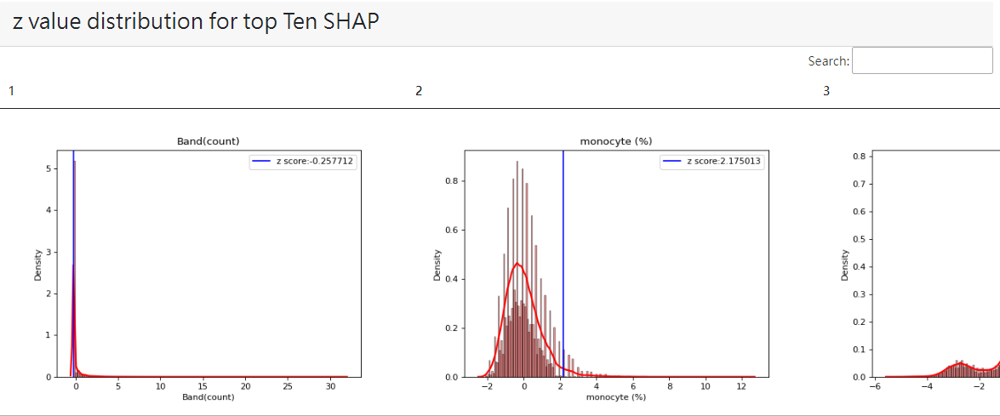 z value distribution for top Ten SHAP
Search:
1 2 3
Band(count)
z score:-0.257712
5
4
3
2
1
0
Density
0 5 10 15 20 25 30
Band(count)
monocyte (%)
z score:2.175013
0.8
0.6
0.4
0.2
0.0
Density
−2 0 2 4 6 8 10 12
monocyte (%)
0.8
0.7
0.6
0.5
0.4
0.3
0.2
0.1
0.0
Density
−6 −4 −2